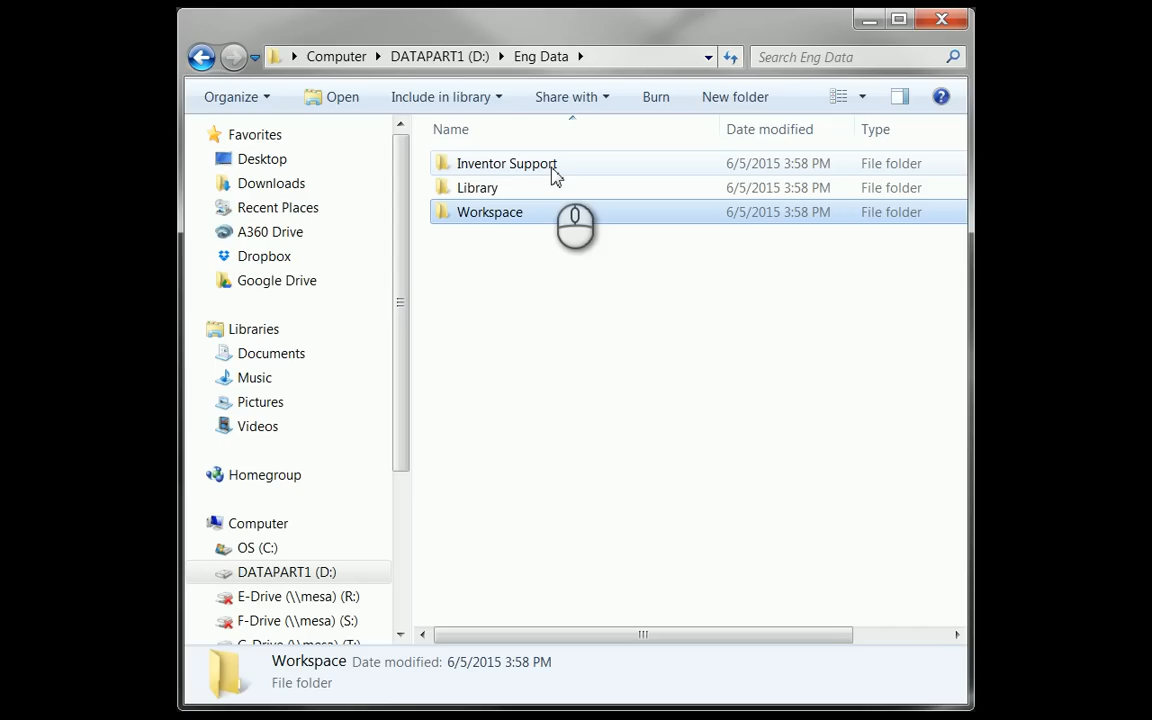 Computer DATAPART1 (D:) Eng Data
Search Eng Data
Organize Open Include in library Share with Burn New folder
Name Date modified Type
Inventor Support 6/5/2015 3:58 PM File folder
Library 6/5/2015 3:58 PM File folder
Workspace 6/5/2015 3:58 PM File folder
Favorites
Desktop
Downloads
Recent Places
A360 Drive
Dropbox
Google Drive
Libraries
Documents
Music
Pictures
Videos
Homegroup
Computer
OS (C:)
DATAPART1 (D:)
E-Drive (\\mesa) (R:)
F-Drive (\\mesa) (S:)
Workspace Date modified: 6/5/2015 3:58 PM
File folder